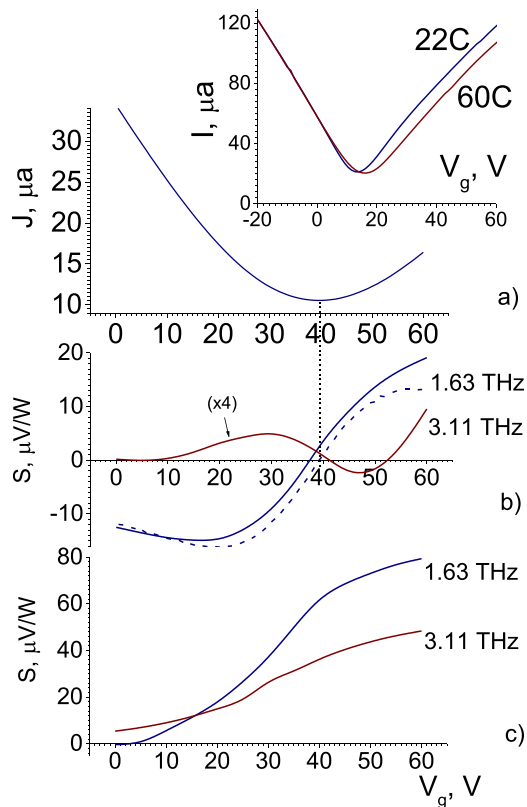 120
80
40
0
-20 0 20 40 60
I, μa
22C
60C
V_g, V
30
25
20
15
10
J, μa
0 10 20 30 40 50 60
a)
20
10
0
-10
S, μV/W
(x4)
0 10 20 30 40 50 60
1.63 THz
3.11 THz
b)
80
60
40
20
0
S, μV/W
1.63 THz
3.11 THz
c)
0 10 20 30 40 50 60
V_g, V